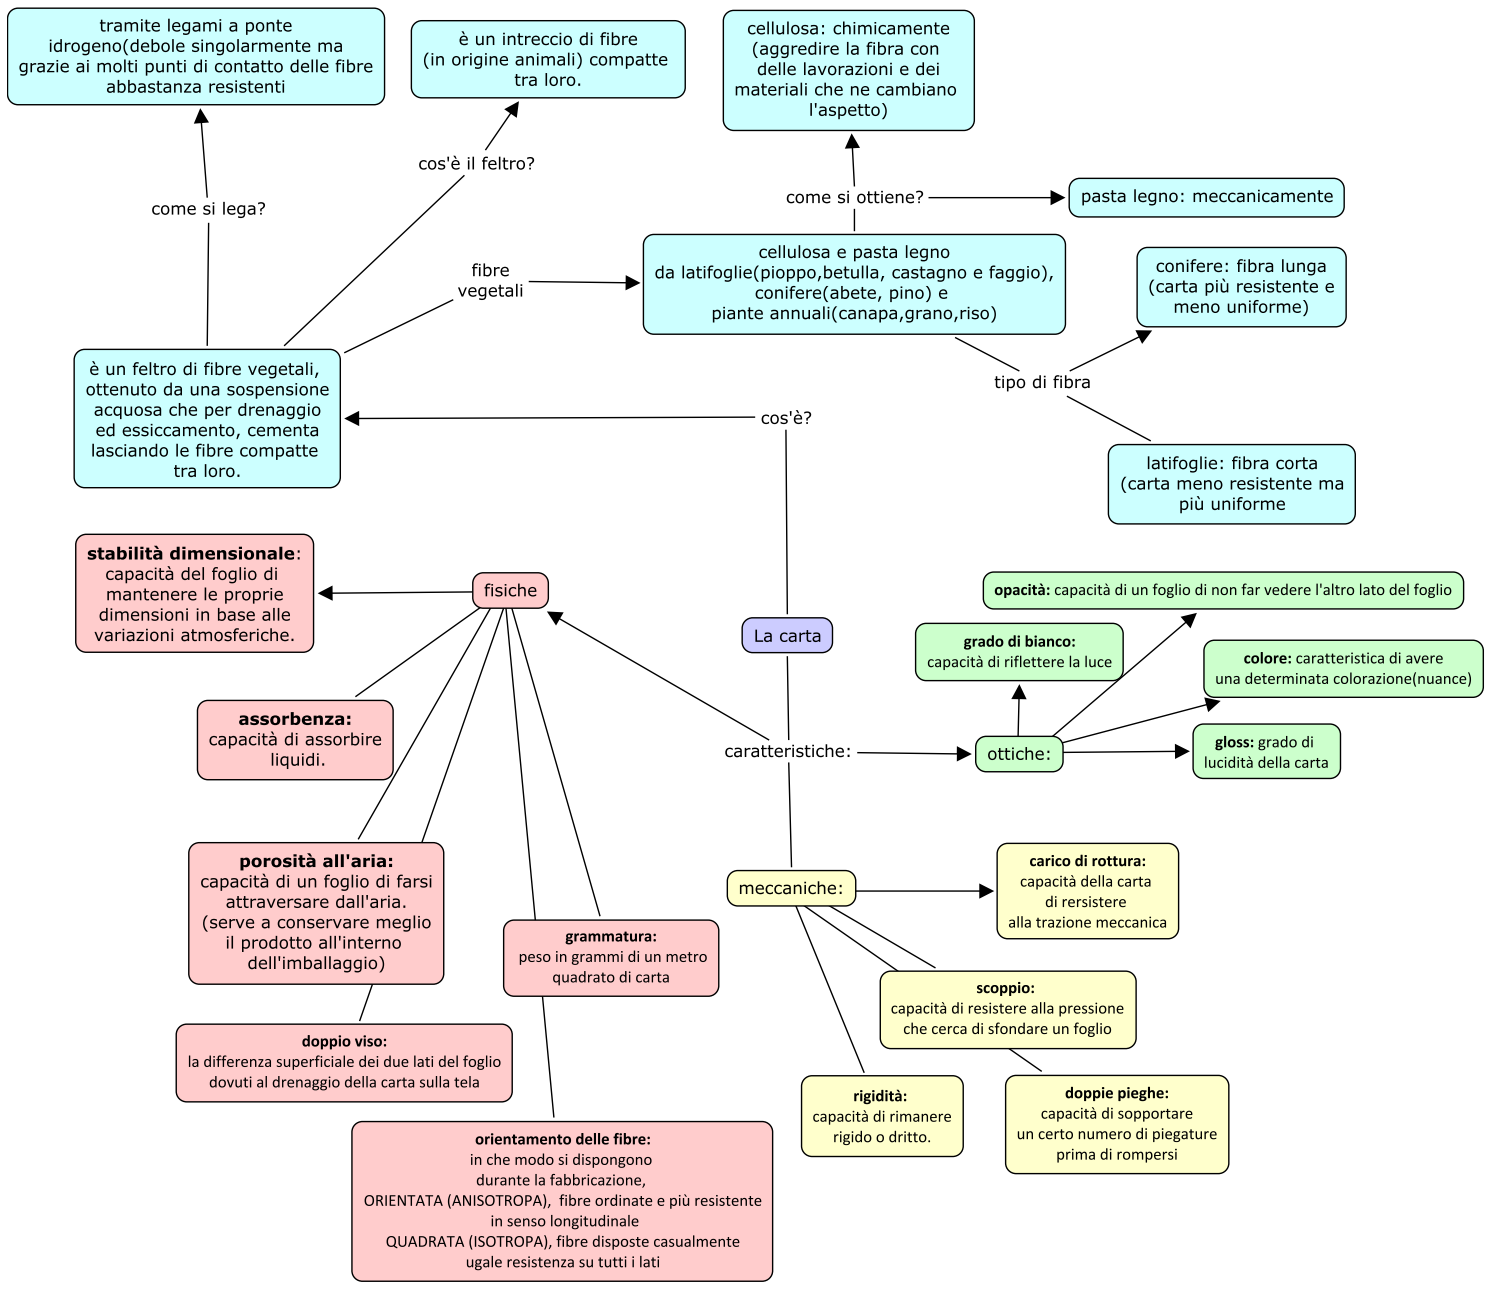 tramite legami a ponte
idrogeno(debole singolarmente ma
grazie ai molti punti di contatto delle fibre
abbastanza resistenti
è un intreccio di fibre
(in origine animali) compatte
tra loro.
cellulosa: chimicamente
(aggredire la fibra con
delle lavorazioni e dei
materiali che ne cambiano
l'aspetto)
cos'è il feltro?
come si lega?
come si ottiene?
pasta legno: meccanicamente
fibre
vegetali
cellulosa e pasta legno
da latifoglie(pioppo,betulla, castagno e faggio),
conifere(abete, pino) e
piante annuali(canapa,grano,riso)
conifere: fibra lunga
(carta più resistente e
meno uniforme)
tipo di fibra
è un feltro di fibre vegetali,
ottenuto da una sospensione
acquosa che per drenaggio
ed essiccamento, cementa
lasciando le fibre compatte
tra loro.
cos'è?
latifoglie: fibra corta
(carta meno resistente ma
più uniforme
stabilità dimensionale:
capacità del foglio di
mantenere le proprie
dimensioni in base alle
variazioni atmosferiche.
fisiche
La carta
opacità: capacità di un foglio di non far vedere l'altro lato del foglio
grado di bianco:
capacità di riflettere la luce
colore: caratteristica di avere
una determinata colorazione(nuance)
assorbenza:
capacità di assorbire
liquidi.
caratteristiche:
ottiche:
gloss: grado di
lucidità della carta
porosità all'aria:
capacità di un foglio di farsi
attraversare dall'aria.
(serve a conservare meglio
il prodotto all'interno
dell'imballaggio)
meccaniche:
carico di rottura:
capacità della carta
di rersistere
alla trazione meccanica
grammatura:
peso in grammi di un metro
quadrato di carta
scoppio:
capacità di resistere alla pressione
che cerca di sfondare un foglio
doppio viso:
la differenza superficiale dei due lati del foglio
dovuti al drenaggio della carta sulla tela
rigidità:
capacità di rimanere
rigido o dritto.
doppie pieghe:
capacità di sopportare
un certo numero di piegature
prima di rompersi
orientamento delle fibre:
in che modo si dispongono
durante la fabbricazione,
ORIENTATA (ANISOTROPA), fibre ordinate e più resistente
in senso longitudinale
QUADRATA (ISOTROPA), fibre disposte casualmente
ugale resistenza su tutti i lati